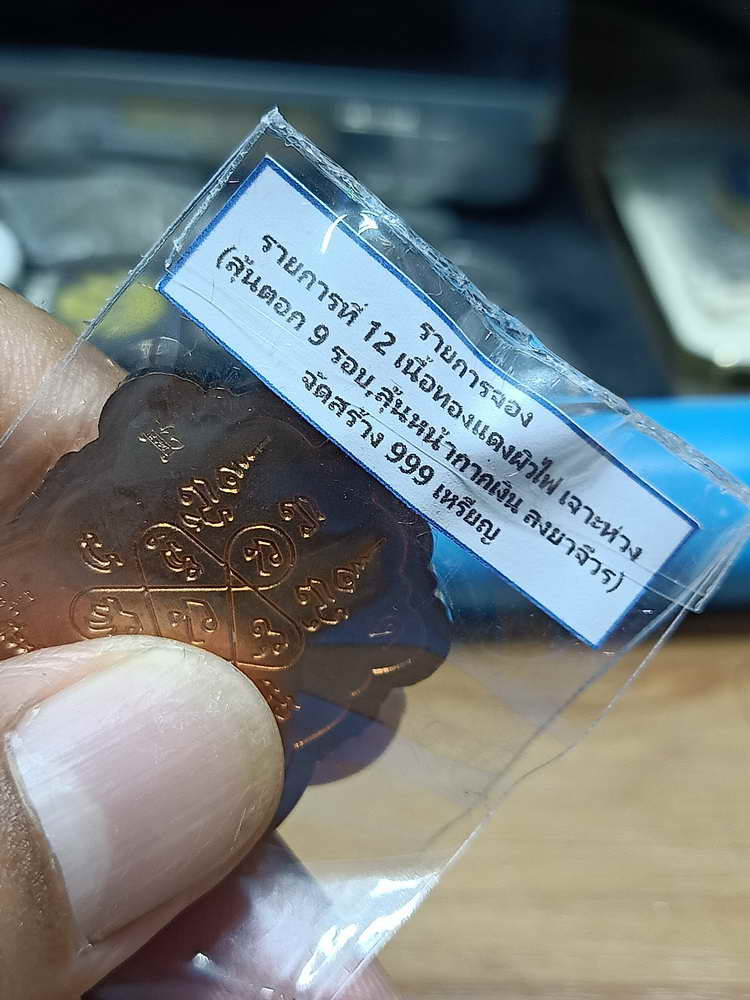 รายการจอง
รายการที่ 12 เนื้อทองแดงผิวไฟ เจาะห่วง
(ลุ้นตอก 9 รอบ,ลุ้นหน้ากากเงิน ลงยาจีวร)
จัดสร้าง 999 เหรียญ